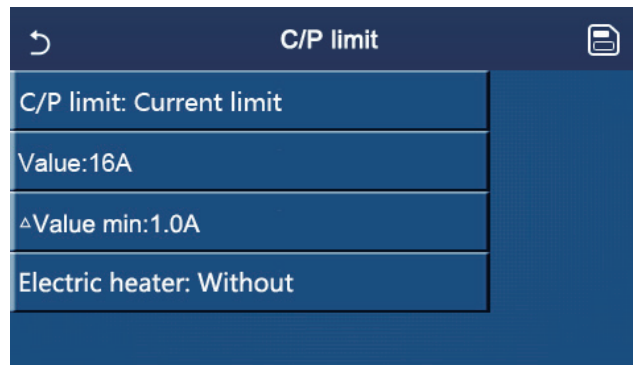 C/P limit
C/P limit: Current limit
Value:16A
△Value min:1.0A
Electric heater: Without